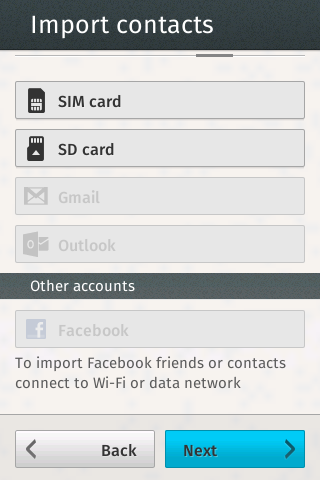 Import contacts
SIM card
SD card
Gmail
Outlook
Other accounts
Facebook
To import Facebook friends or contacts
connect to Wi-Fi or data network
Back
Next